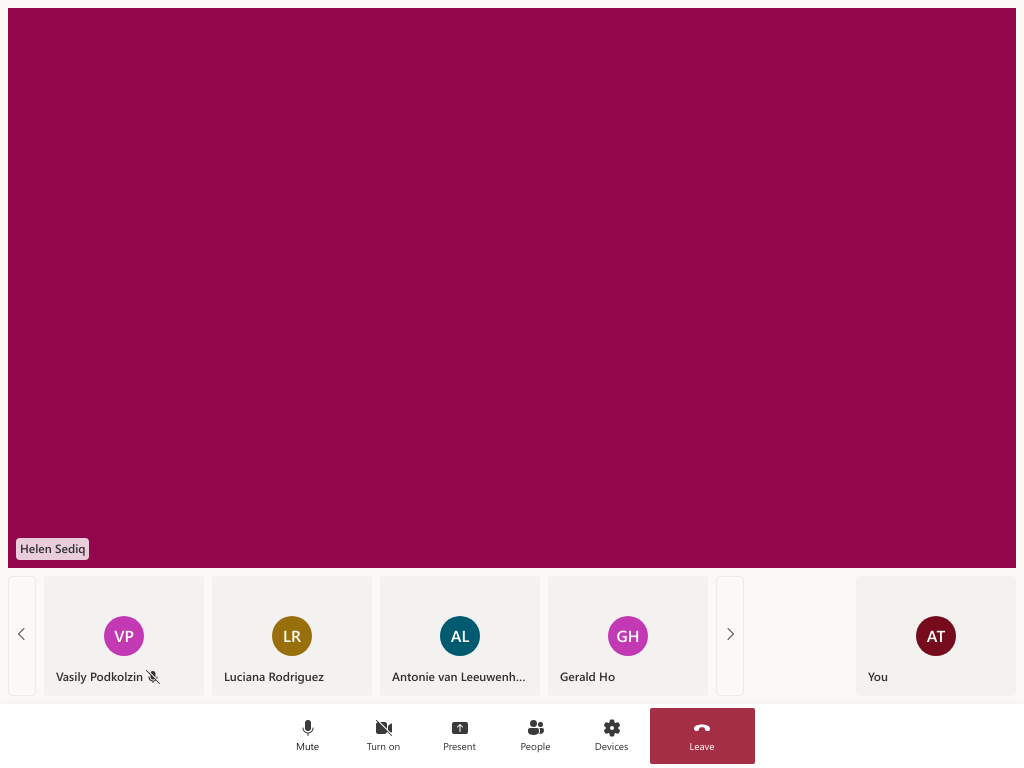 Helen Sediq
VP
LR
AL
GH
AT
Vasily Podkolzin
Luciana Rodriguez
Antonie van Leeuwenh...
Gerald Ho
You
Mute
Turn on
Present
People
Devices
Leave